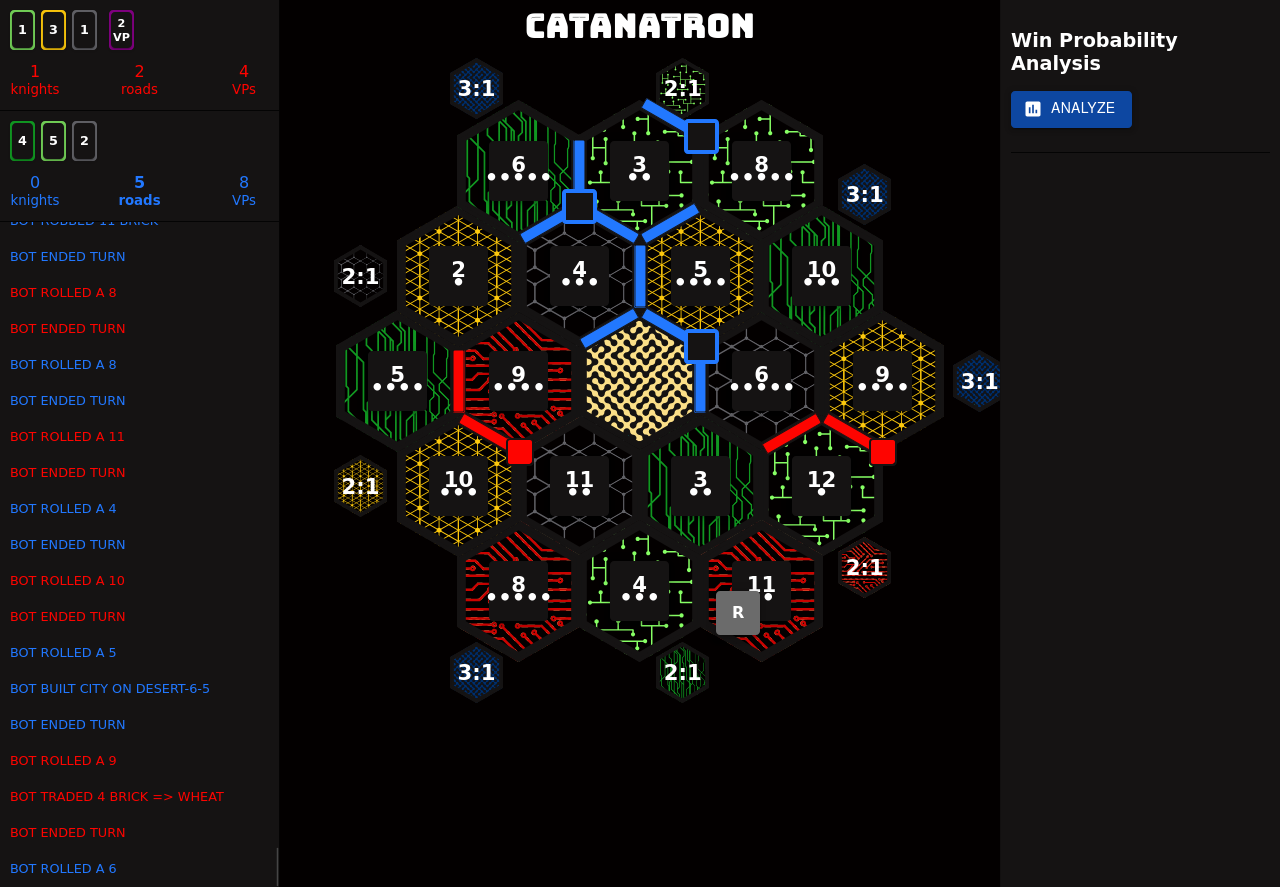 1 3 1 2 VP
1 2 4
knights roads VPs
4 5 2
0 5 8
knights roads VPs
BOT ROBBED 11 BRICK
BOT ENDED TURN
BOT ROLLED A 8
BOT ENDED TURN
BOT ROLLED A 8
BOT ENDED TURN
BOT ROLLED A 11
BOT ENDED TURN
BOT ROLLED A 4
BOT ENDED TURN
BOT ROLLED A 10
BOT ENDED TURN
BOT ROLLED A 5
BOT BUILT CITY ON DESERT-6-5
BOT ENDED TURN
BOT ROLLED A 9
BOT TRADED 4 BRICK => WHEAT
BOT ENDED TURN
BOT ROLLED A 6
CATANATRON
3:1 2:1
6 3 8
3:1
2:1 2 4 5 10
5 9 6 9 3:1
2:1 10 11 3 12
2:1
8 4 11
R
3:1 2:1
Win Probability
Analysis
ANALYZE